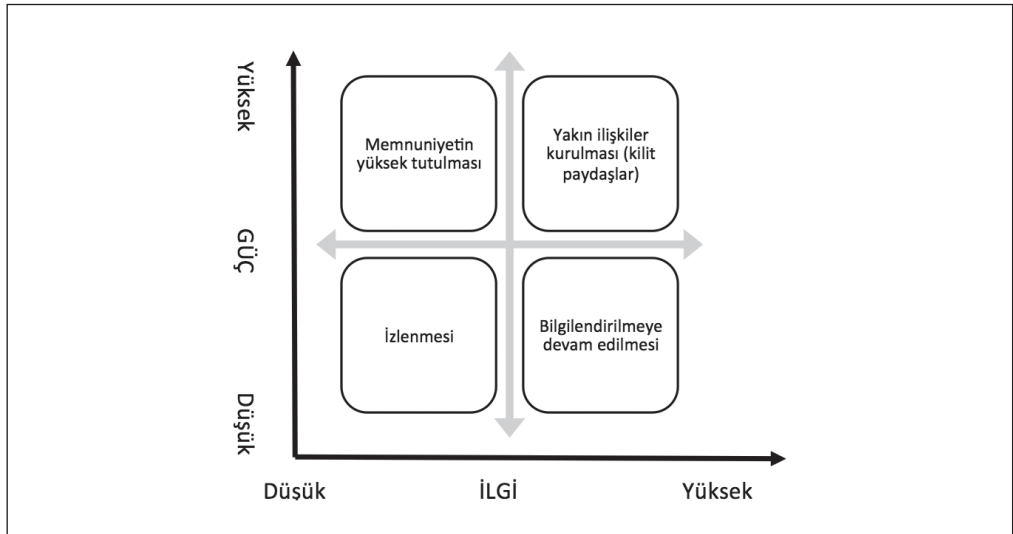 Yüksek
Memnuniyetin
yüksek tutulması
Yakın ilişkiler
kurulması (kilit
paydaşlar)
GÜÇ
İzlenmesi
Bilgilendirilmeye
devam edilmesi
Düşük
Düşük
İLGİ
Yüksek